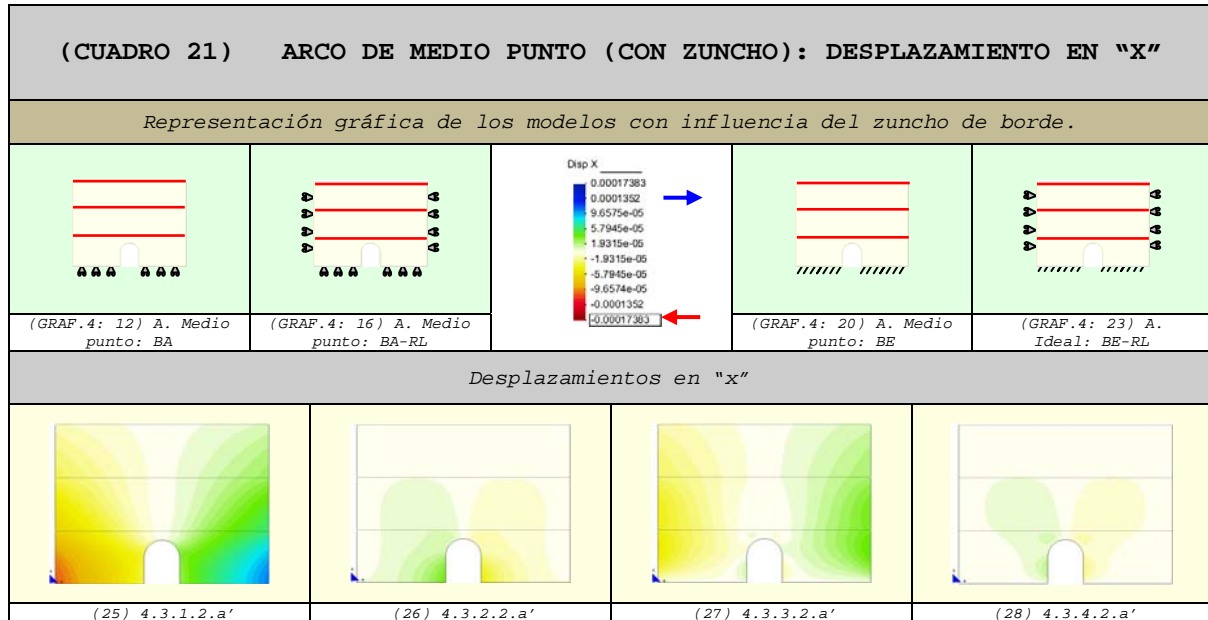 (CUADRO 21) ARCO DE MEDIO PUNTO (CON ZUNCHO): DESPLAZAMIENTO EN “X”
Representación gráfica de los modelos con influencia del zuncho de borde.
Disp X
0.00017383
0.0001352
9.6575e-05
5.7945e-05
1.9315e-05
-1.9315e-05
-5.7945e-05
-9.6574e-05
-0.0001352
-0.00017383
(GRAF.4: 12) A. Medio
punto: BA
(GRAF.4: 16) A. Medio
punto: BA-RL
(GRAF.4: 20) A. Medio
punto: BE
(GRAF.4: 23) A.
Ideal: BE-RL
Desplazamientos en “x”
(25) 4.3.1.2.a’
(26) 4.3.2.2.a’
(27) 4.3.3.2.a’
(28) 4.3.4.2.a’